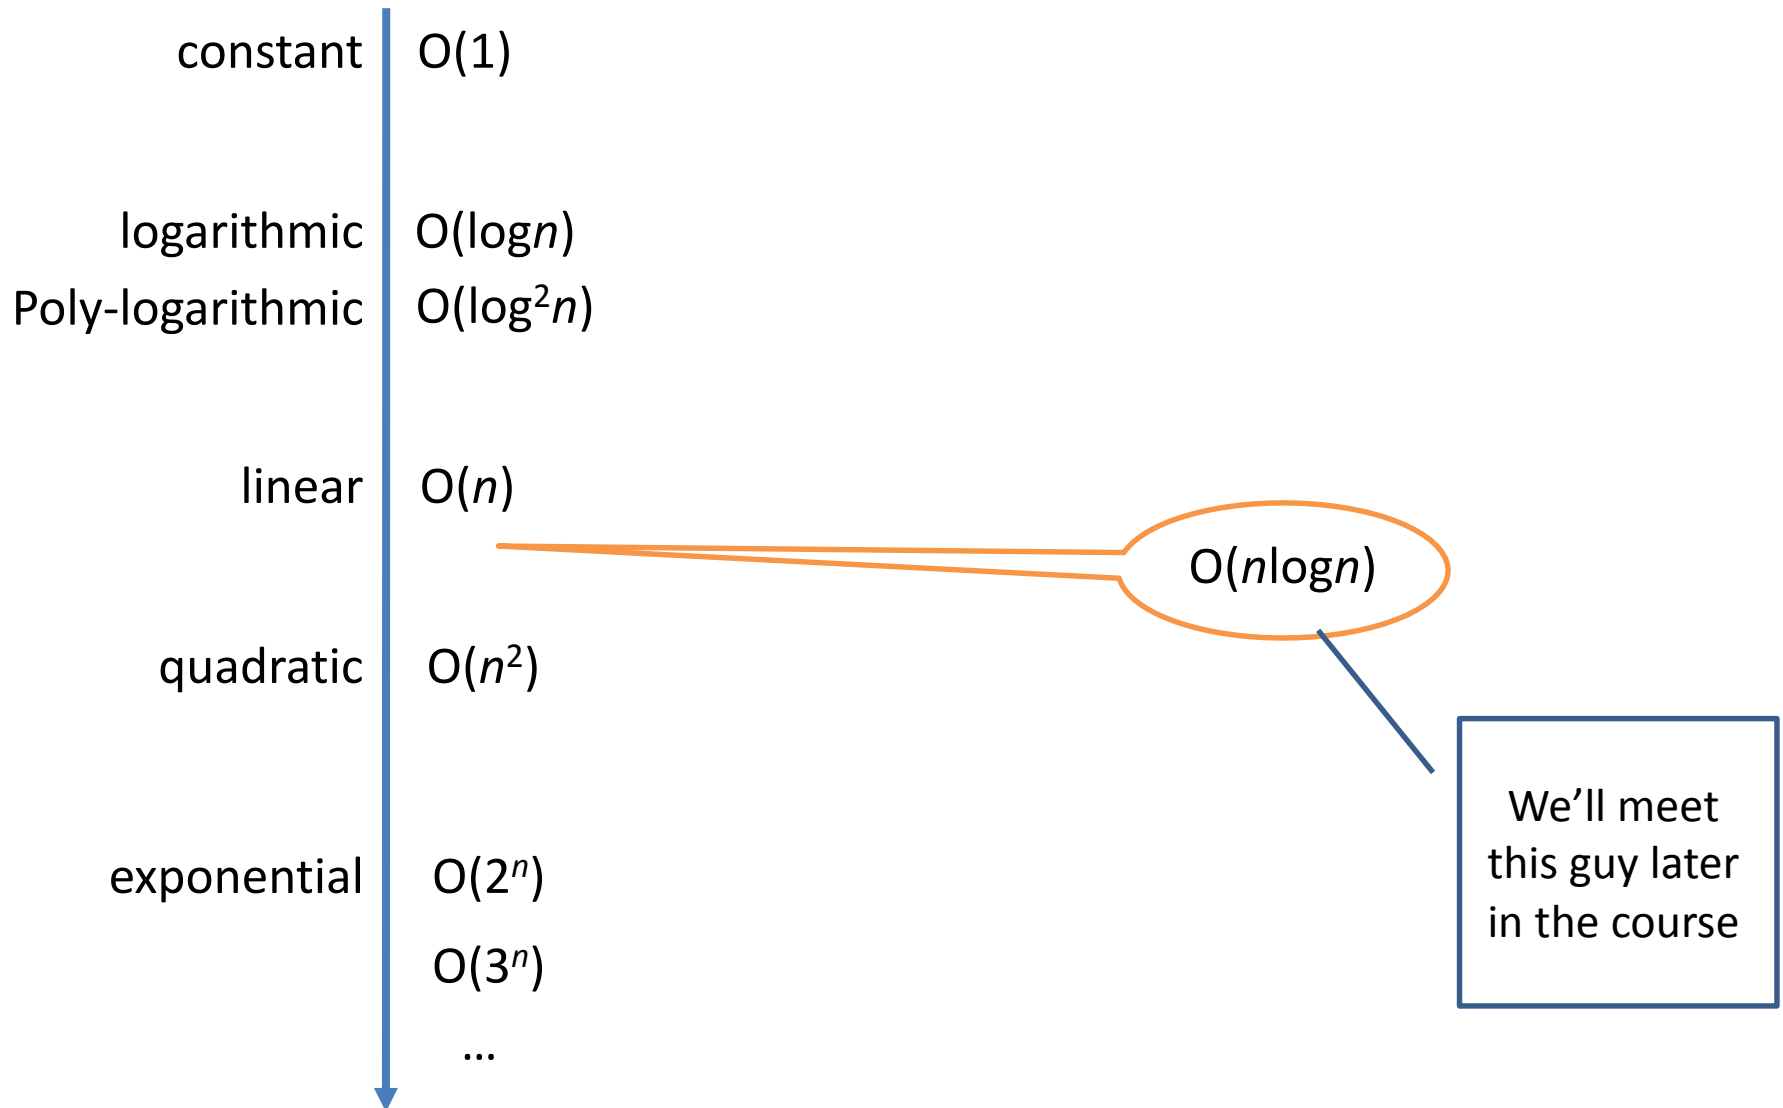 constant O(1)
logarithmic O(logn)
Poly-logarithmic O(log²n)
linear O(n)
O(nlogn)
quadratic O(n²)
We’ll meet
this guy later
in the course
exponential O(2ⁿ)
O(3ⁿ)
...